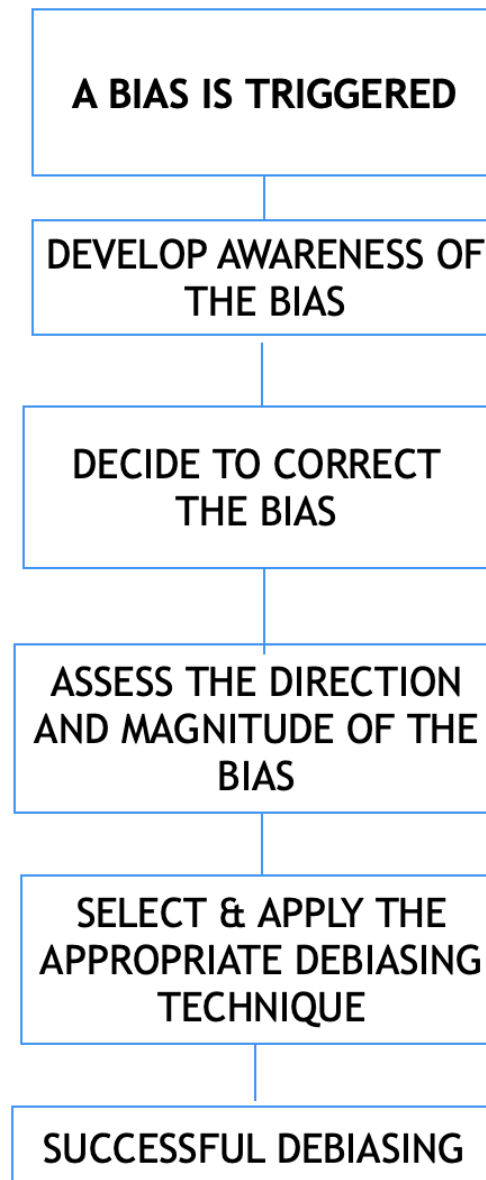 A BIAS IS TRIGGERED
DEVELOP AWARENESS OF
THE BIAS
DECIDE TO CORRECT
THE BIAS
ASSESS THE DIRECTION
AND MAGNITUDE OF THE
BIAS
SELECT & APPLY THE
APPROPRIATE DEBIASING
TECHNIQUE
SUCCESSFUL DEBIASING